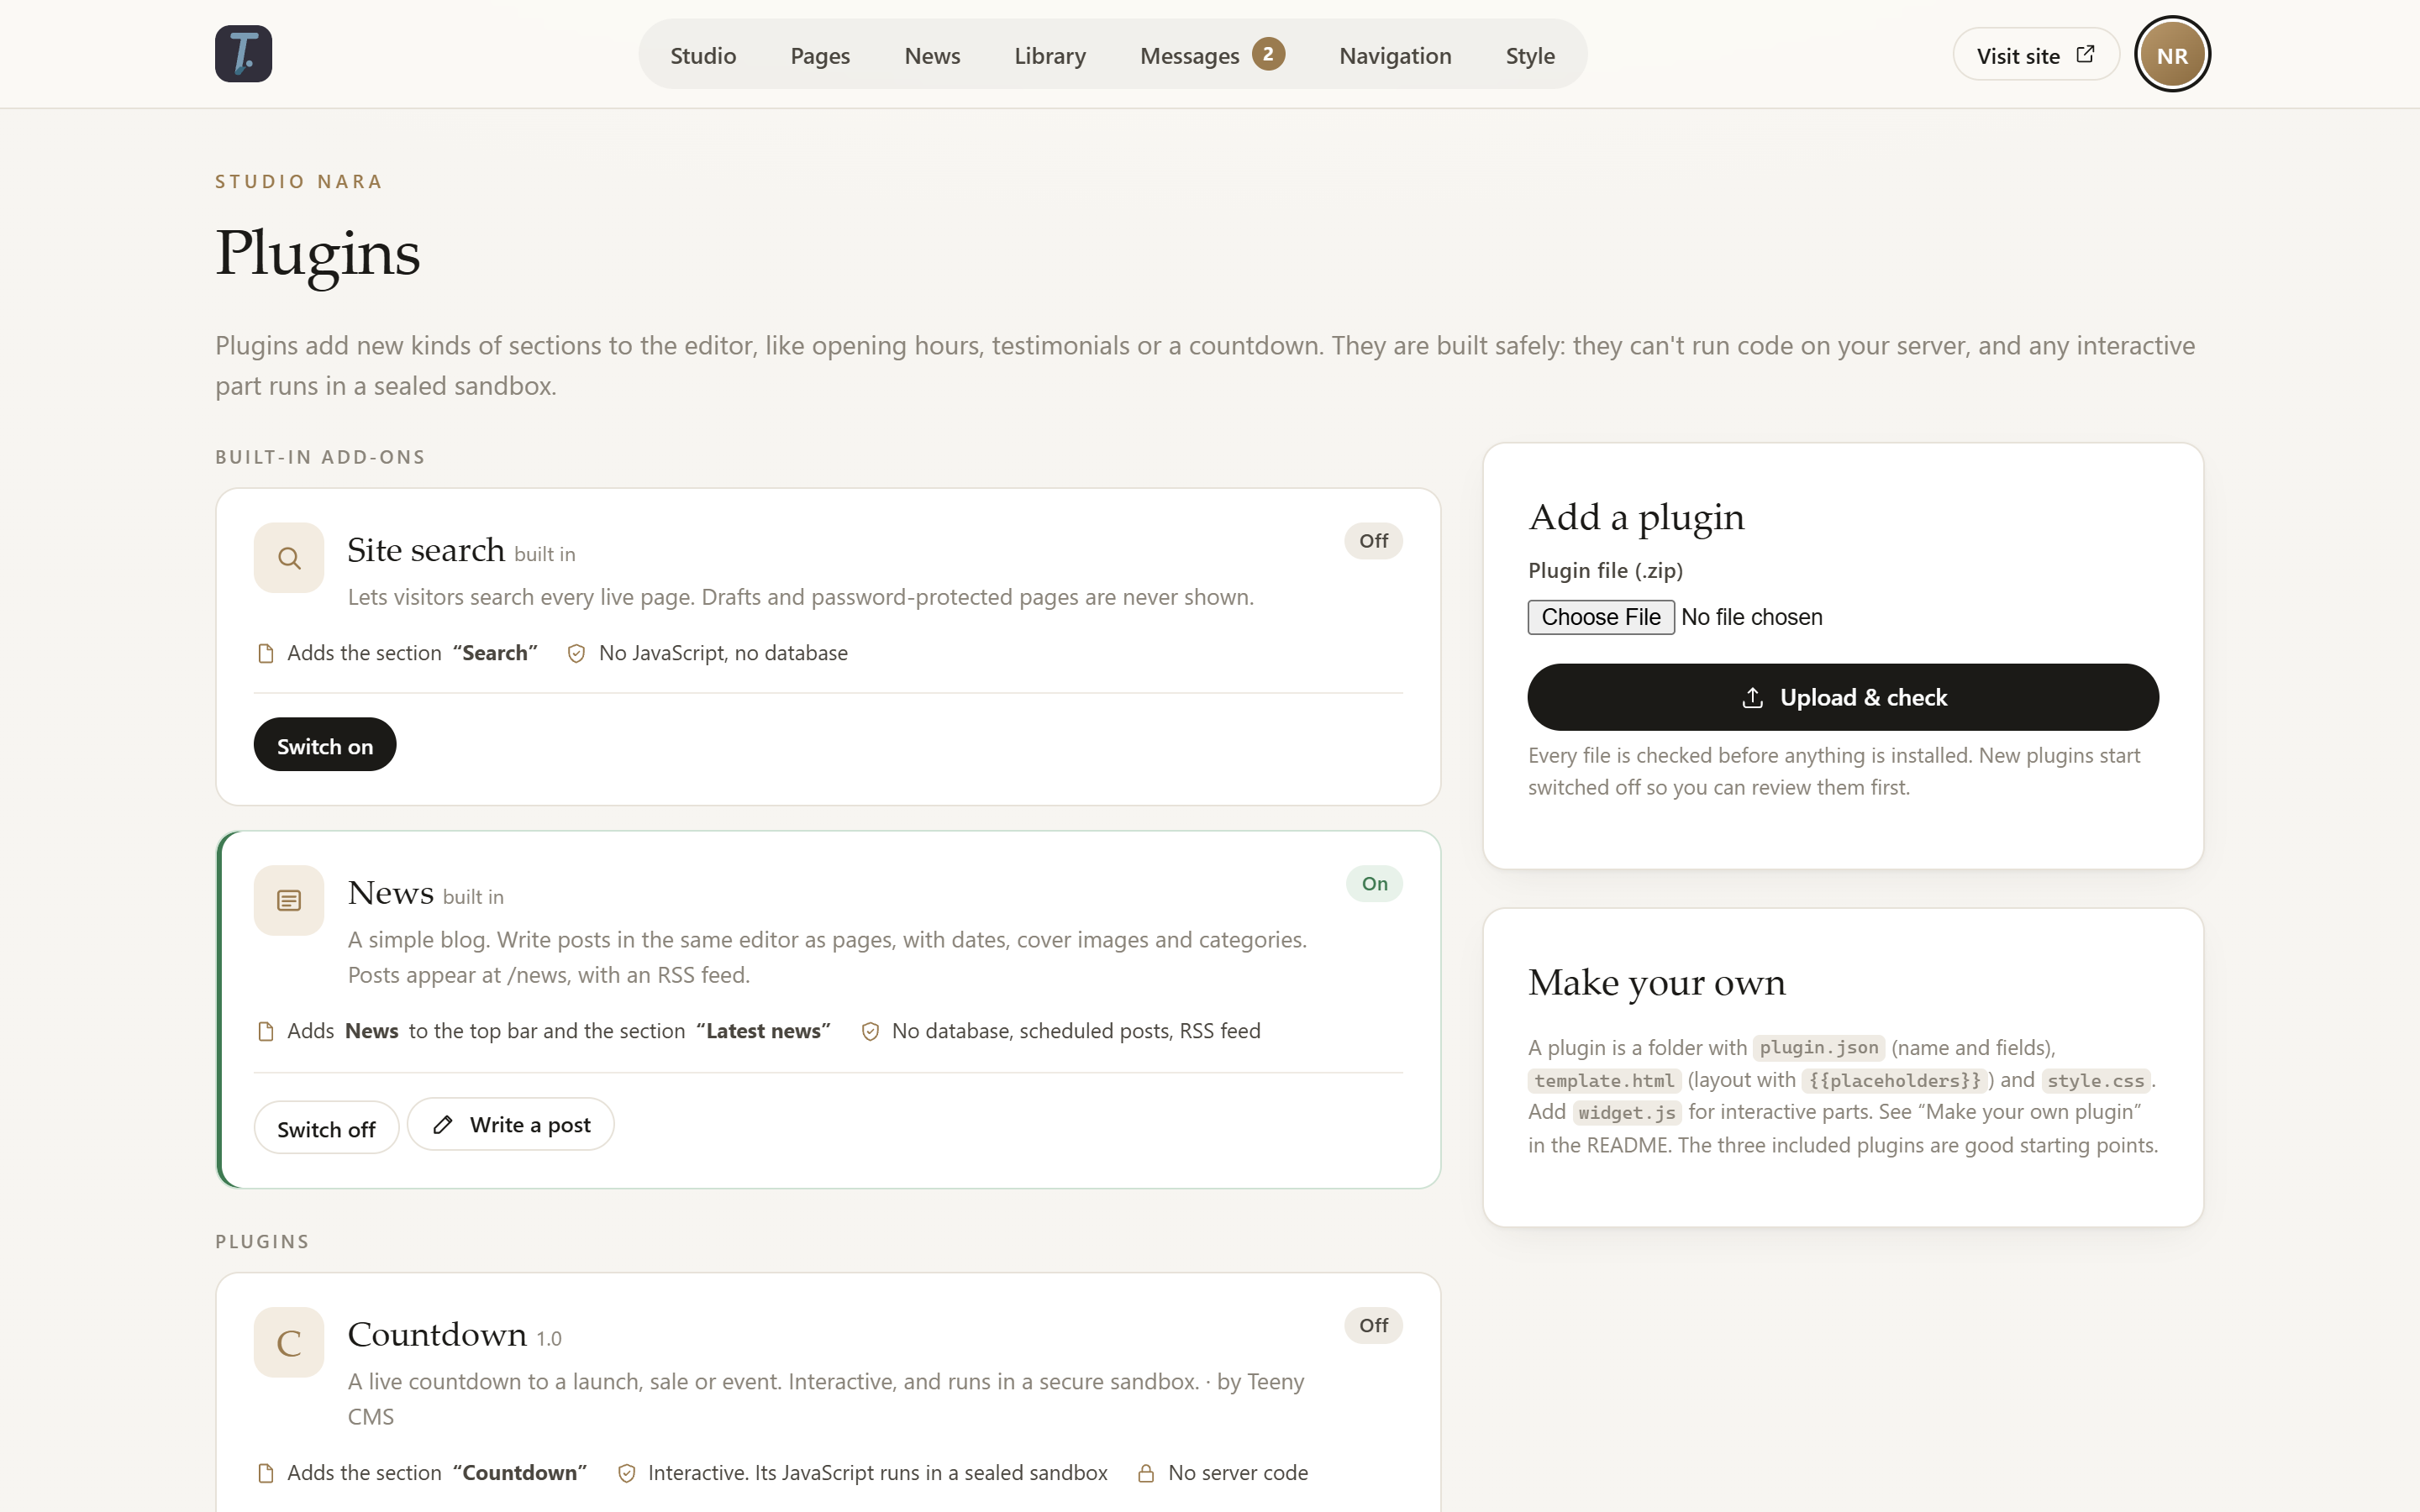 T.
Studio
Pages
News
Library
Messages 2
Navigation
Style
Visit site
NR
STUDIO NARA
Plugins
Plugins add new kinds of sections to the editor, like opening hours, testimonials or a countdown. They are built safely: they can't run code on your server, and any interactive
part runs in a sealed sandbox.
BUILT-IN ADD-ONS
Site search built in
Off
Lets visitors search every live page. Drafts and password-protected pages are never shown.
Adds the section “Search” No JavaScript, no database
Switch on
News built in
On
A simple blog. Write posts in the same editor as pages, with dates, cover images and categories.
Posts appear at /news, with an RSS feed.
Adds News to the top bar and the section “Latest news” No database, scheduled posts, RSS feed
Switch off
Write a post
PLUGINS
C
Countdown 1.0
Off
A live countdown to a launch, sale or event. Interactive, and runs in a secure sandbox. · by Teeny
CMS
Adds the section “Countdown” Interactive. Its JavaScript runs in a sealed sandbox No server code
Add a plugin
Plugin file (.zip)
Choose File No file chosen
Upload & check
Every file is checked before anything is installed. New plugins start
switched off so you can review them first.
Make your own
A plugin is a folder with plugin.json (name and fields),
template.html (layout with {{placeholders}}) and style.css.
Add widget.js for interactive parts. See “Make your own plugin”
in the README. The three included plugins are good starting points.